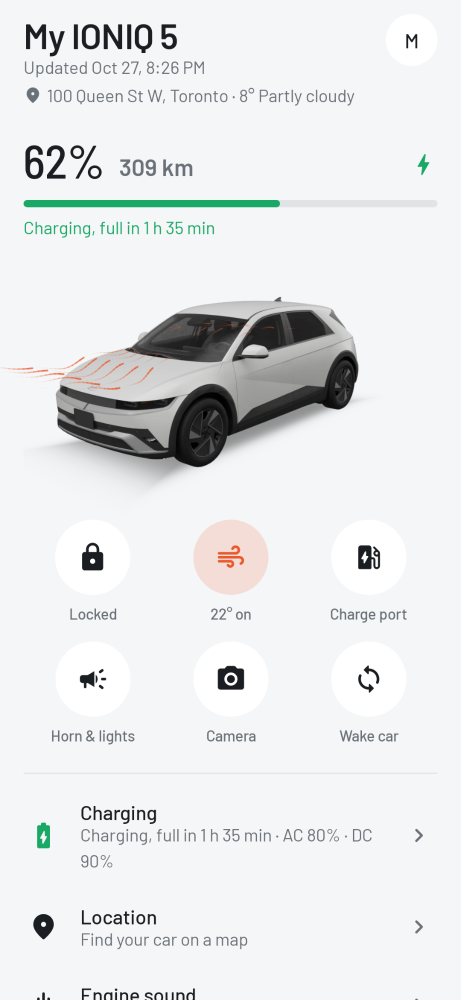 My IONIQ 5
M
Updated Oct 27, 8:26 PM
100 Queen St W, Toronto · 8° Partly cloudy
62% 309 km
Charging, full in 1 h 35 min
Locked
22° on
Charge port
Horn & lights
Camera
Wake car
Charging
Charging, full in 1 h 35 min · AC 80% · DC
90%
Location
Find your car on a map
Engine sound